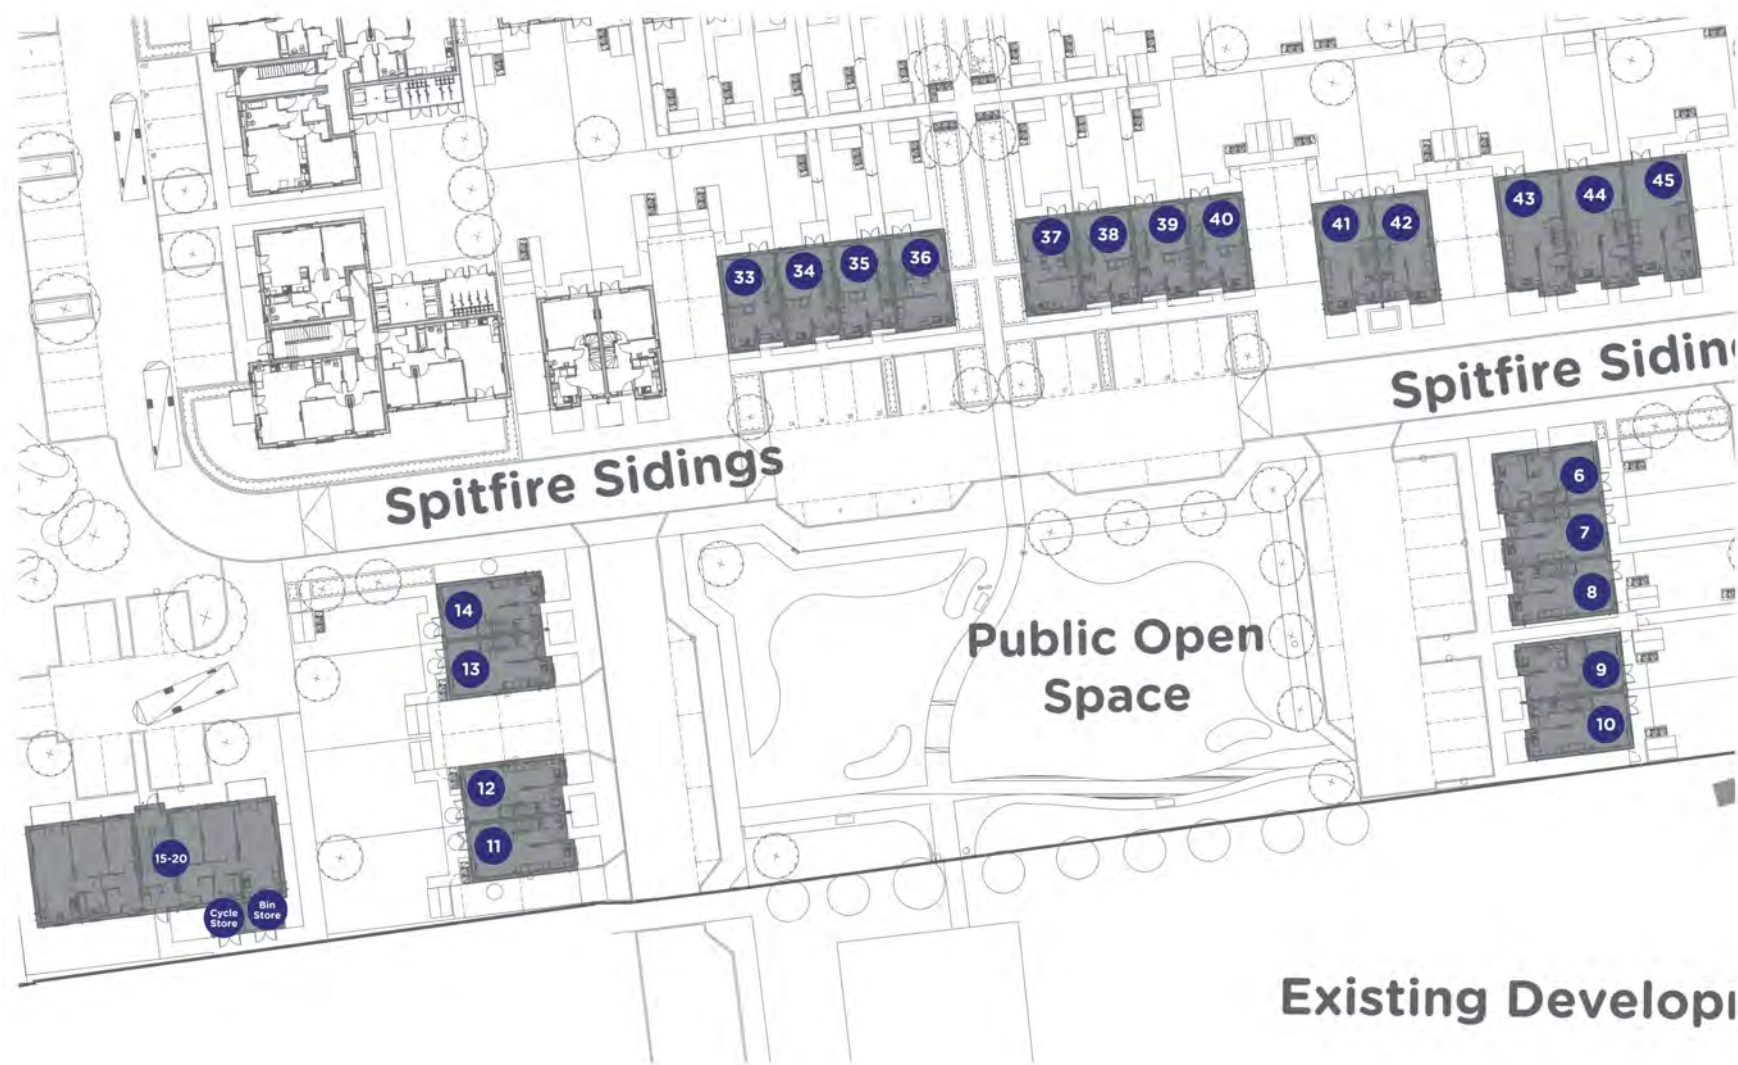 45
44
43
42
41
40
39
38
37
36
35
34
33
Spitfire Sidin
Spitfire Sidings
6
7
8
9
10
14
13
12
11
Public Open
Space
15-20
Cycle
Store
Bin
Store
Existing Develop